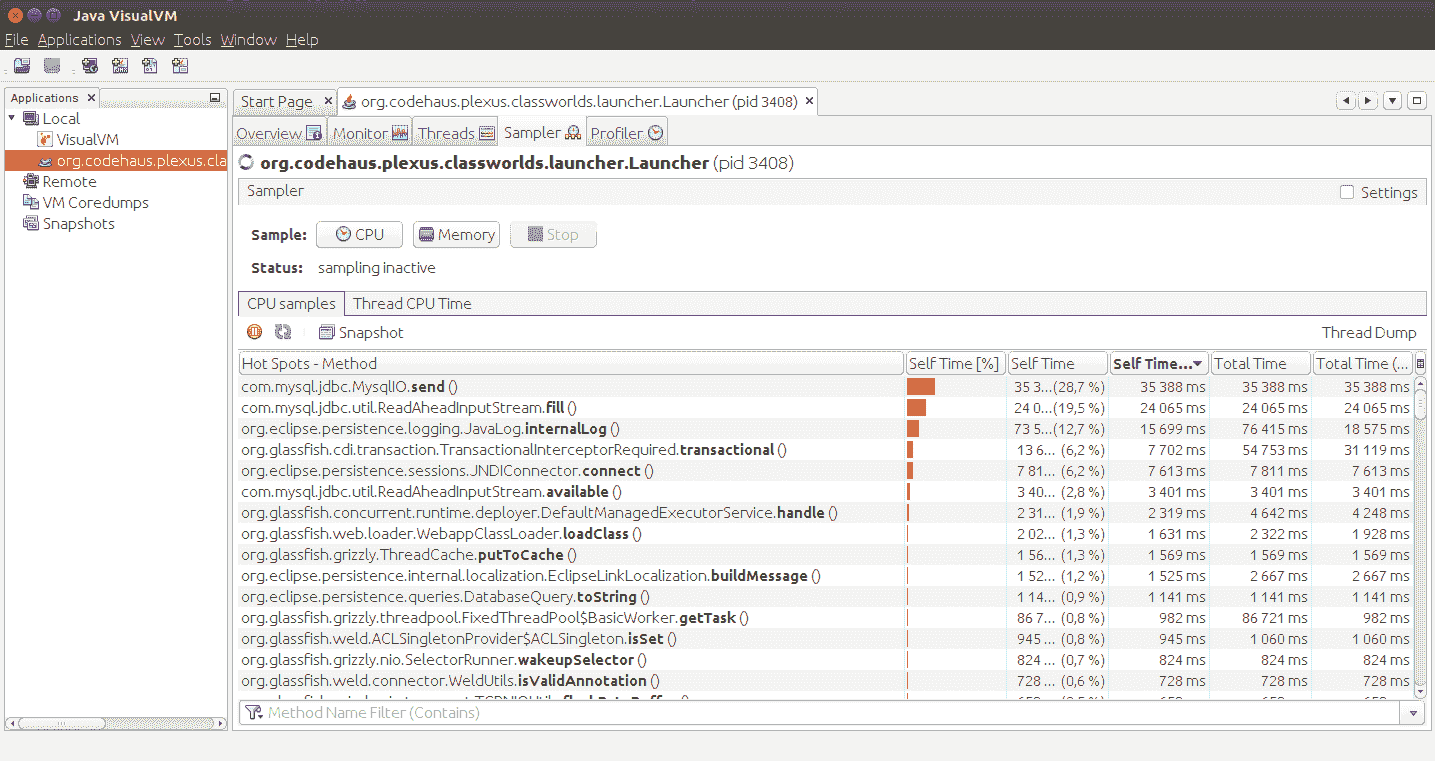 Java VisualVM
File Applications View Tools Window Help
Applications
Local
VisualVM
org.codehaus.plexus.cla
Remote
VM Coredumps
Snapshots
Start Page org.codehaus.plexus.classworlds.launcher.Launcher (pid 3408)
Overview Monitor Threads Sampler Profiler
org.codehaus.plexus.classworlds.launcher.Launcher (pid 3408)
Sampler Settings
Sample: CPU Memory Stop
Status: sampling inactive
CPU samples Thread CPU Time
Snapshot Thread Dump
Hot Spots - Method Self Time [%] Self Time Self Time... Total Time Total Time (...
com.mysql.jdbc.MysqlIO.send () 35 3...(28,7 %) 35 388 ms 35 388 ms 35 388 ms
com.mysql.jdbc.util.ReadAheadInputStream.fill () 24 0...(19,5 %) 24 065 ms 24 065 ms 24 065 ms
org.eclipse.persistence.logging.JavaLog.internalLog () 73 5...(12,7 %) 15 699 ms 76 415 ms 18 575 ms
org.glassfish.cdi.transaction.TransactionalInterceptorRequired.transactional () 13 6... (6,2 %) 7 702 ms 54 753 ms 31 119 ms
org.eclipse.persistence.sessions.JNDIConnector.connect () 7 81... (6,2 %) 7 613 ms 7 811 ms 7 613 ms
com.mysql.jdbc.util.ReadAheadInputStream.available () 3 40... (2,8 %) 3 401 ms 3 401 ms 3 401 ms
org.glassfish.concurrent.runtime.deployer.DefaultManagedExecutorService.handle () 2 31... (1,9 %) 2 319 ms 4 642 ms 4 248 ms
org.glassfish.web.loader.WebappClassLoader.loadClass () 2 02... (1,3 %) 1 631 ms 2 322 ms 1 928 ms
org.glassfish.grizzly.ThreadCache.putToCache () 1 56... (1,3 %) 1 569 ms 1 569 ms 1 569 ms
org.eclipse.persistence.internal.localization.EclipseLinkLocalization.buildMessage () 1 52... (1,2 %) 1 525 ms 2 667 ms 2 667 ms
org.eclipse.persistence.queries.DatabaseQuery.toString () 1 14... (0,9 %) 1 141 ms 1 141 ms 1 141 ms
org.glassfish.grizzly.threadpool.FixedThreadPool$BasicWorker.getTask () 86 7... (0,8 %) 982 ms 86 721 ms 982 ms
org.glassfish.weld.ACLSingletonProvider$ACLSingleton.isSet () 945 ... (0,8 %) 945 ms 1 060 ms 1 060 ms
org.glassfish.grizzly.nio.SelectorRunner.wakeupSelector () 824 ... (0,7 %) 824 ms 824 ms 824 ms
org.glassfish.weld.connector.WeldUtils.isValidAnnotation () 728 ... (0,6 %) 728 ms 728 ms 728 ms
Method Name Filter (Contains)